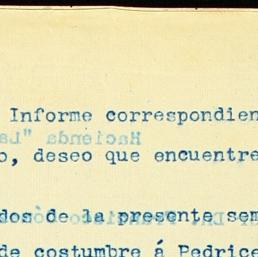 Informe correspondien
o, deseo que encuentre
dos de la presente sem
de costumbre á Pedrice